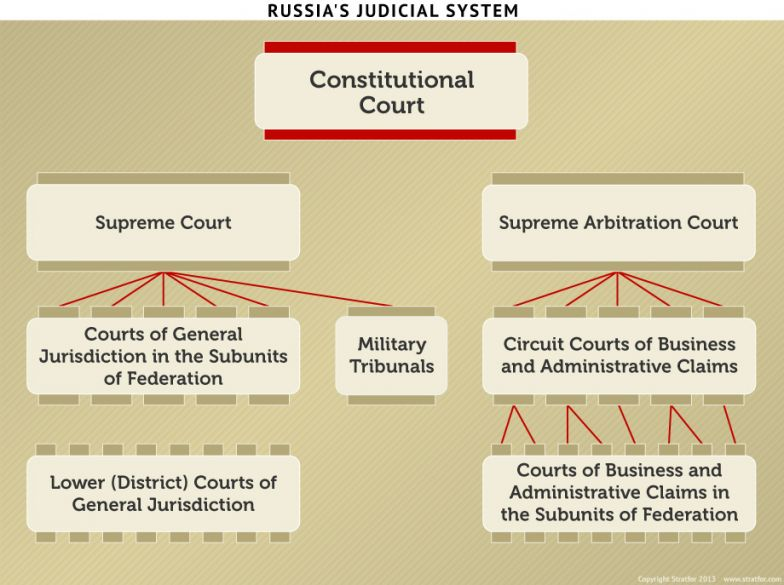 RUSSIA'S JUDICIAL SYSTEM
Constitutional
Court
Supreme Court
Supreme Arbitration Court
Courts of General
Jurisdiction in the Subunits
of Federation
Military
Tribunals
Circuit Courts of Business
and Administrative Claims
Lower (District) Courts of
General Jurisdiction
Courts of Business and
Administrative Claims in
the Subunits of Federation
Copyright Stratfor 2013 www.stratfor.com